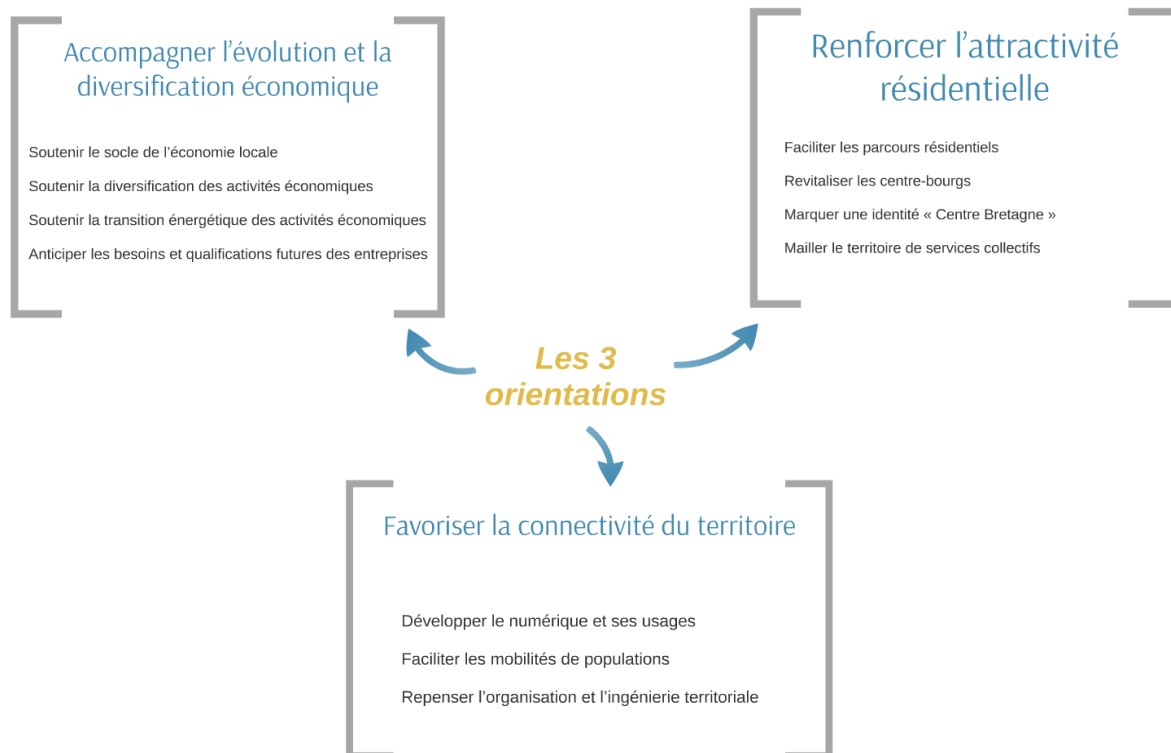 Accompagner l’évolution et la
diversification économique
Soutenir le socle de l’économie locale
Soutenir la diversification des activités économiques
Soutenir la transition énergétique des activités économiques
Anticiper les besoins et qualifications futures des entreprises
Renforcer l’attractivité
résidentielle
Faciliter les parcours résidentiels
Revitaliser les centre-bourgs
Marquer une identité « Centre Bretagne »
Mailler le territoire de services collectifs
Les 3
orientations
Favoriser la connectivité du territoire
Développer le numérique et ses usages
Faciliter les mobilités de populations
Repenser l’organisation et l’ingénierie territoriale